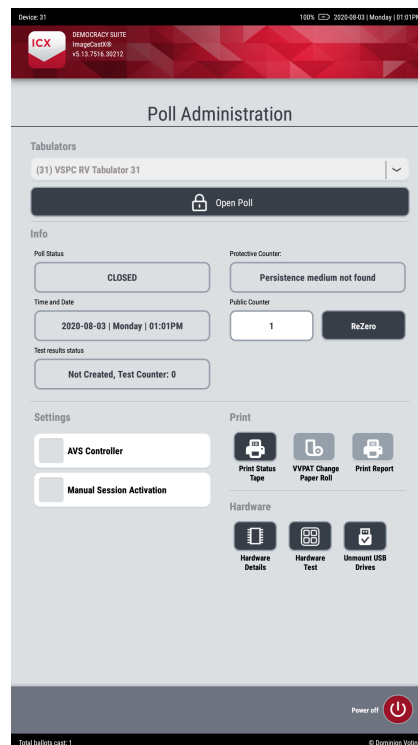 Device: 31
100% 2020-08-03 | Monday | 01:01PM
ICX
DEMOCRACY SUITE
ImageCastX®
v5.13.7516.30212
Poll Administration
Tabulators
(31) VSPC RV Tabulator 31
Open Poll
Info
Poll Status
Protective Counter:
CLOSED
Persistence medium not found
Time and Date
Public Counter
2020-08-03 | Monday | 01:01PM
1
ReZero
Test results status
Not Created, Test Counter: 0
Settings
Print
AVS Controller
Manual Session Activation
Print Status
Tape
VVPAT Change
Paper Roll
Print Report
Hardware
Hardware
Details
Hardware
Test
Unmount USB
Drives
Power off
Total ballots cast: 1
© Dominion Votin